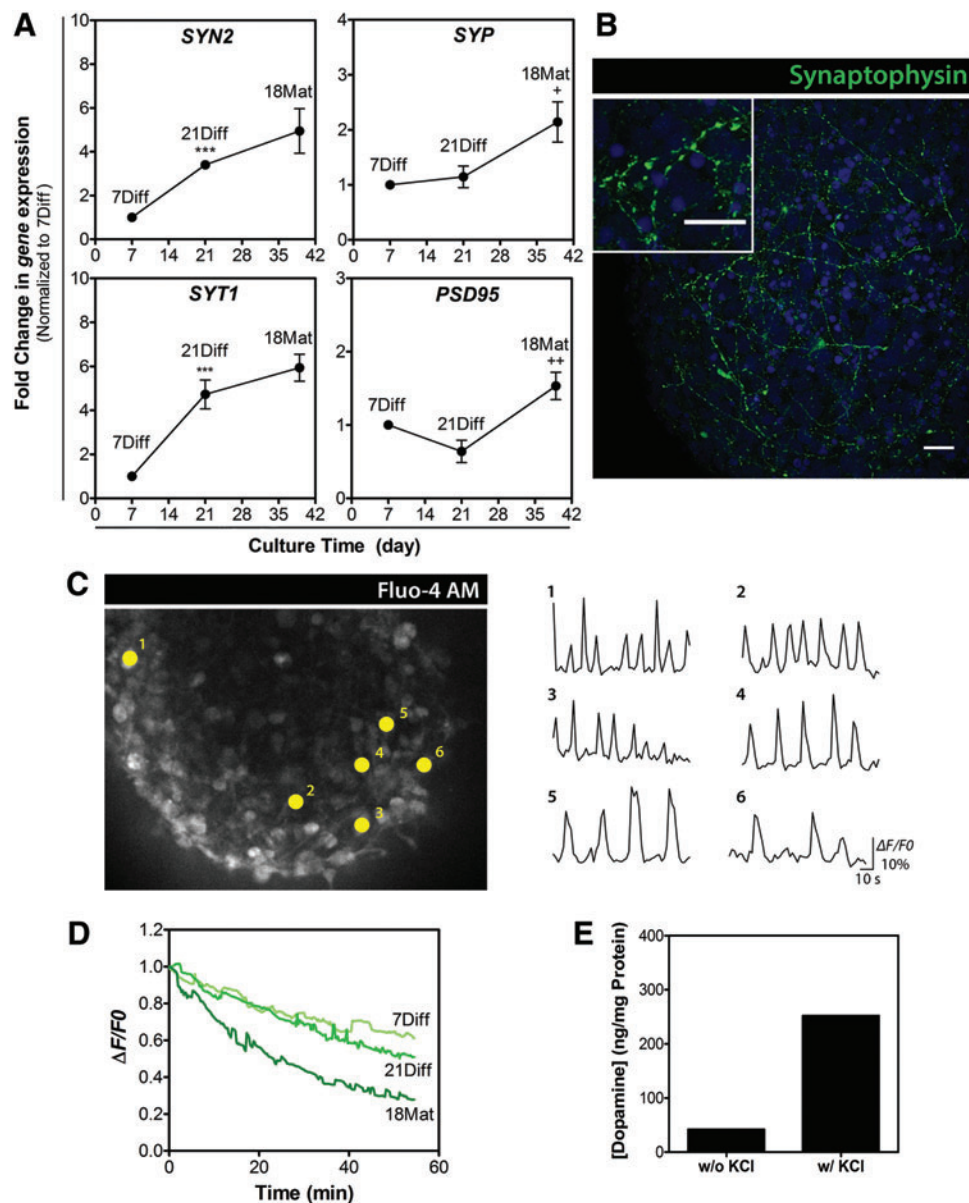 A
Fold Change in gene expression
(Normalized to 7Diff)
SYN2
10
8
6
4
2
0
7Diff
21Diff
***
18Mat
0 7 14 21 28 35 42
SYP
4
3
2
1
0
7Diff
21Diff
18Mat
+
0 7 14 21 28 35 42
SYT1
10
8
6
4
2
0
7Diff
21Diff
***
18Mat
0 7 14 21 28 35 42
PSD95
3
2
1
0
7Diff
21Diff
18Mat
++
0 7 14 21 28 35 42
Culture Time (day)
B
Synaptophysin
C
Fluo-4 AM
1
2
3
4
5
6
1
2
3
4
5
6
ΔF/F0
10%
10 s
D
ΔF/F0
1.2
1.0
0.8
0.6
0.4
0.2
0.0
7Diff
21Diff
18Mat
0 20 40 60
Time (min)
E
[Dopamine] (ng/mg Protein)
400
300
200
100
0
w/o KCl
w/ KCl